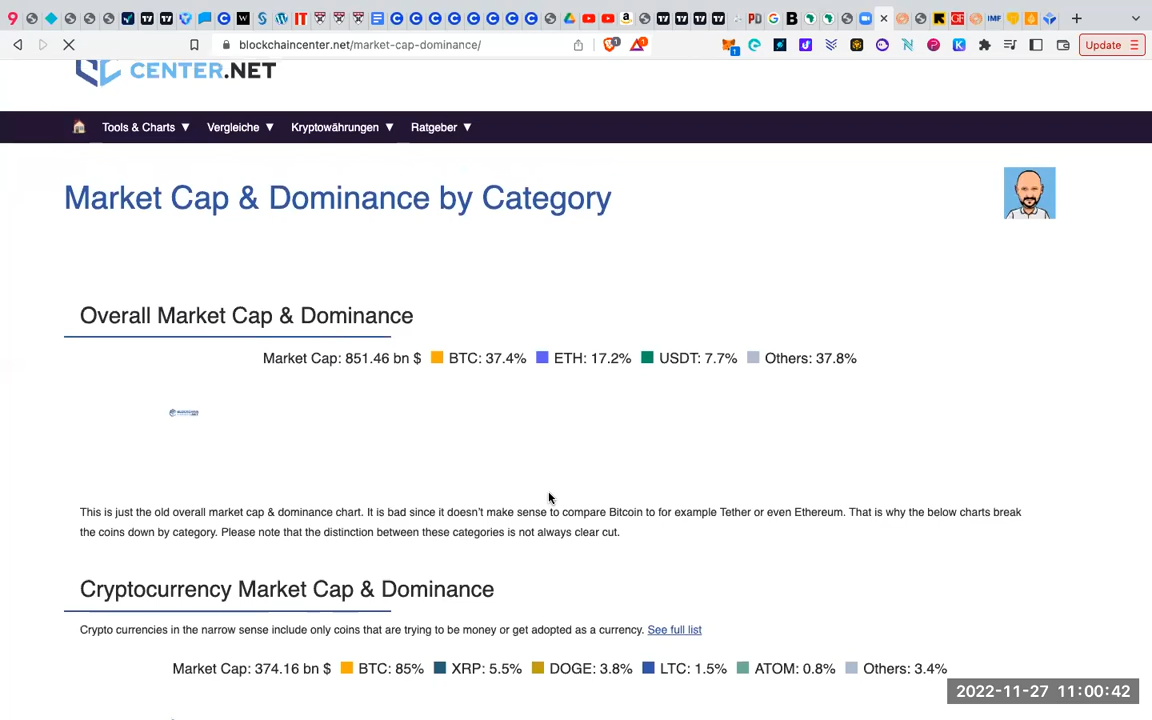 blockchaincenter.net/market-cap-dominance/
Update
CENTER.NET
Tools & Charts ▼ Vergleiche ▼ Kryptowährungen ▼ Ratgeber ▼
Market Cap & Dominance by Category
Overall Market Cap & Dominance
Market Cap: 851.46 bn $ BTC: 37.4% ETH: 17.2% USDT: 7.7% Others: 37.8%
This is just the old overall market cap & dominance chart. It is bad since it doesn't make sense to compare Bitcoin to for example Tether or even Ethereum. That is why the below charts break
the coins down by category. Please note that the distinction between these categories is not always clear cut.
Cryptocurrency Market Cap & Dominance
Crypto currencies in the narrow sense include only coins that are trying to be money or get adopted as a currency. See full list
Market Cap: 374.16 bn $ BTC: 85% XRP: 5.5% DOGE: 3.8% LTC: 1.5% ATOM: 0.8% Others: 3.4%
2022-11-27 11:00:42